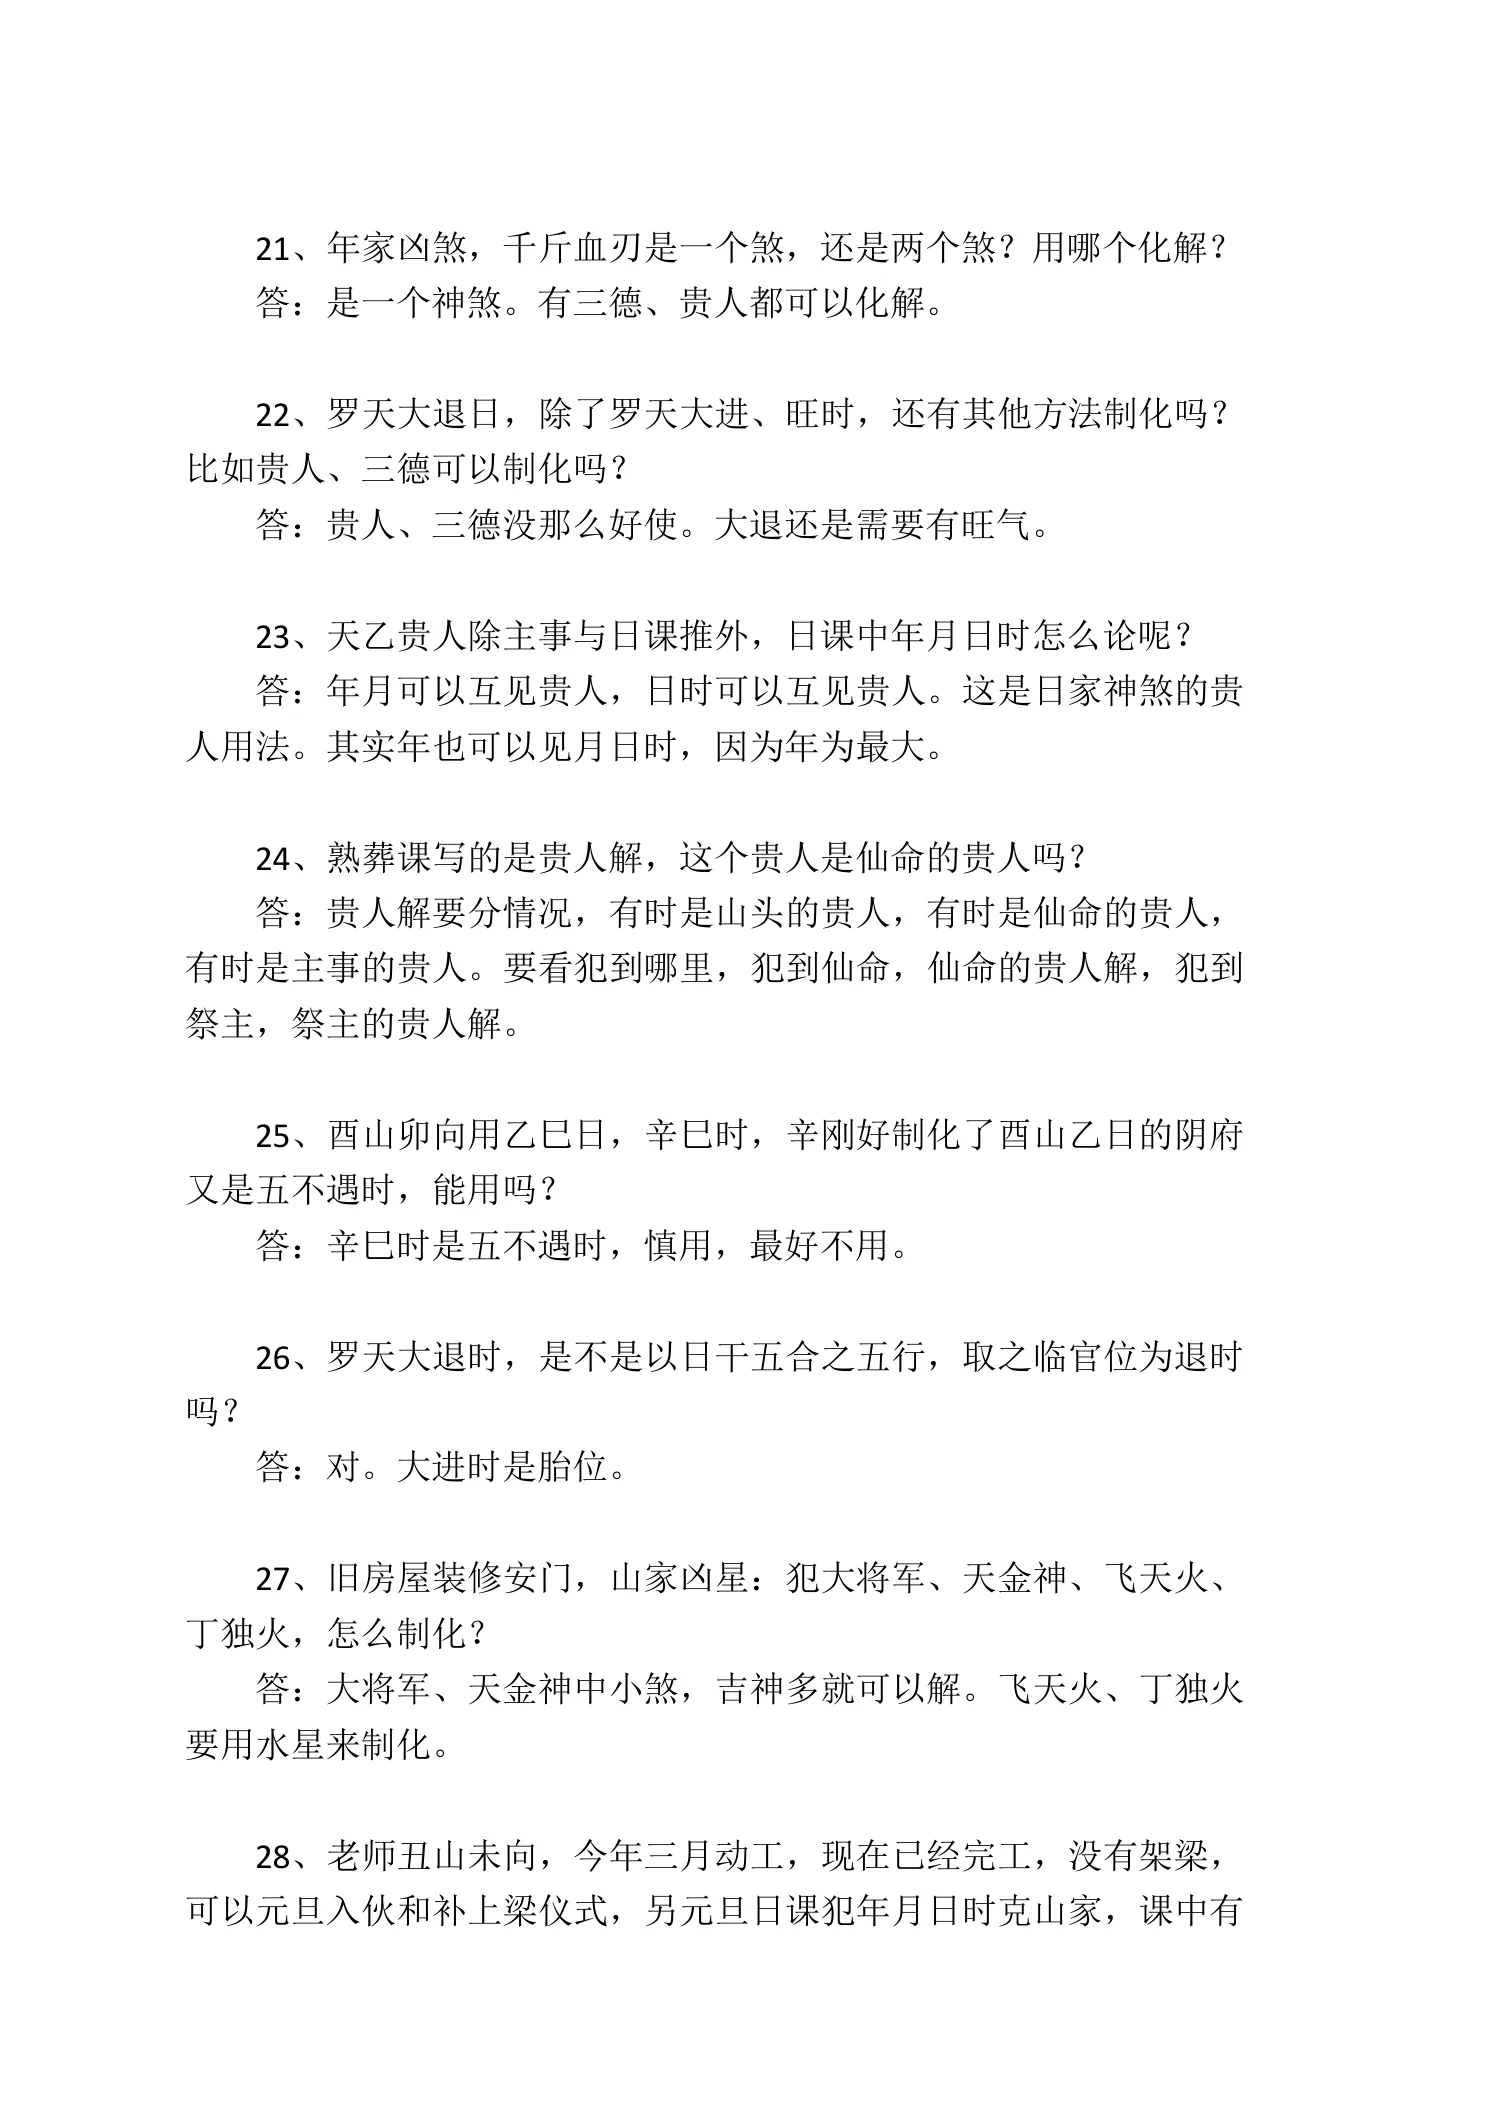 21、年家凶煞，千斤血刃是一个煞，还是两个煞？用哪个化解？
答：是一个神煞。有三德、贵人都可以化解。
22、罗天大退日，除了罗天大进、旺时，还有其他方法制化吗？
比如贵人、三德可以制化吗？
答：贵人、三德没那么好使。大退还是需要有旺气。
23、天乙贵人除主事与日课推外，日课中年月日时怎么论呢？
答：年月可以互见贵人，日时可以互见贵人。这是日家神煞的贵
人用法。其实年也可以见月日时，因为年为最大。
24、熟葬课写的是贵人解，这个贵人是仙命的贵人吗？
答：贵人解要分情况，有时是山头的贵人，有时是仙命的贵人，
有时是主事的贵人。要看犯到哪里，犯到仙命，仙命的贵人解，犯到
祭主，祭主的贵人解。
25、酉山卯向用乙巳日，辛巳时，辛刚好制化了酉山乙日的阴府
又是五不遇时，能用吗？
答：辛巳时是五不遇时，慎用，最好不用。
26、罗天大退时，是不是以日干五合之五行，取之临官位为退时
吗？
答：对。大进时是胎位。
27、旧房屋装修安门，山家凶星：犯大将军、天金神、飞天火、
丁独火，怎么制化？
答：大将军、天金神中小煞，吉神多就可以解。飞天火、丁独火
要用水星来制化。
28、老师丑山未向，今年三月动工，现在已经完工，没有架梁，
可以元旦入伙和补上梁仪式，另元旦日课犯年月日时克山家，课中有